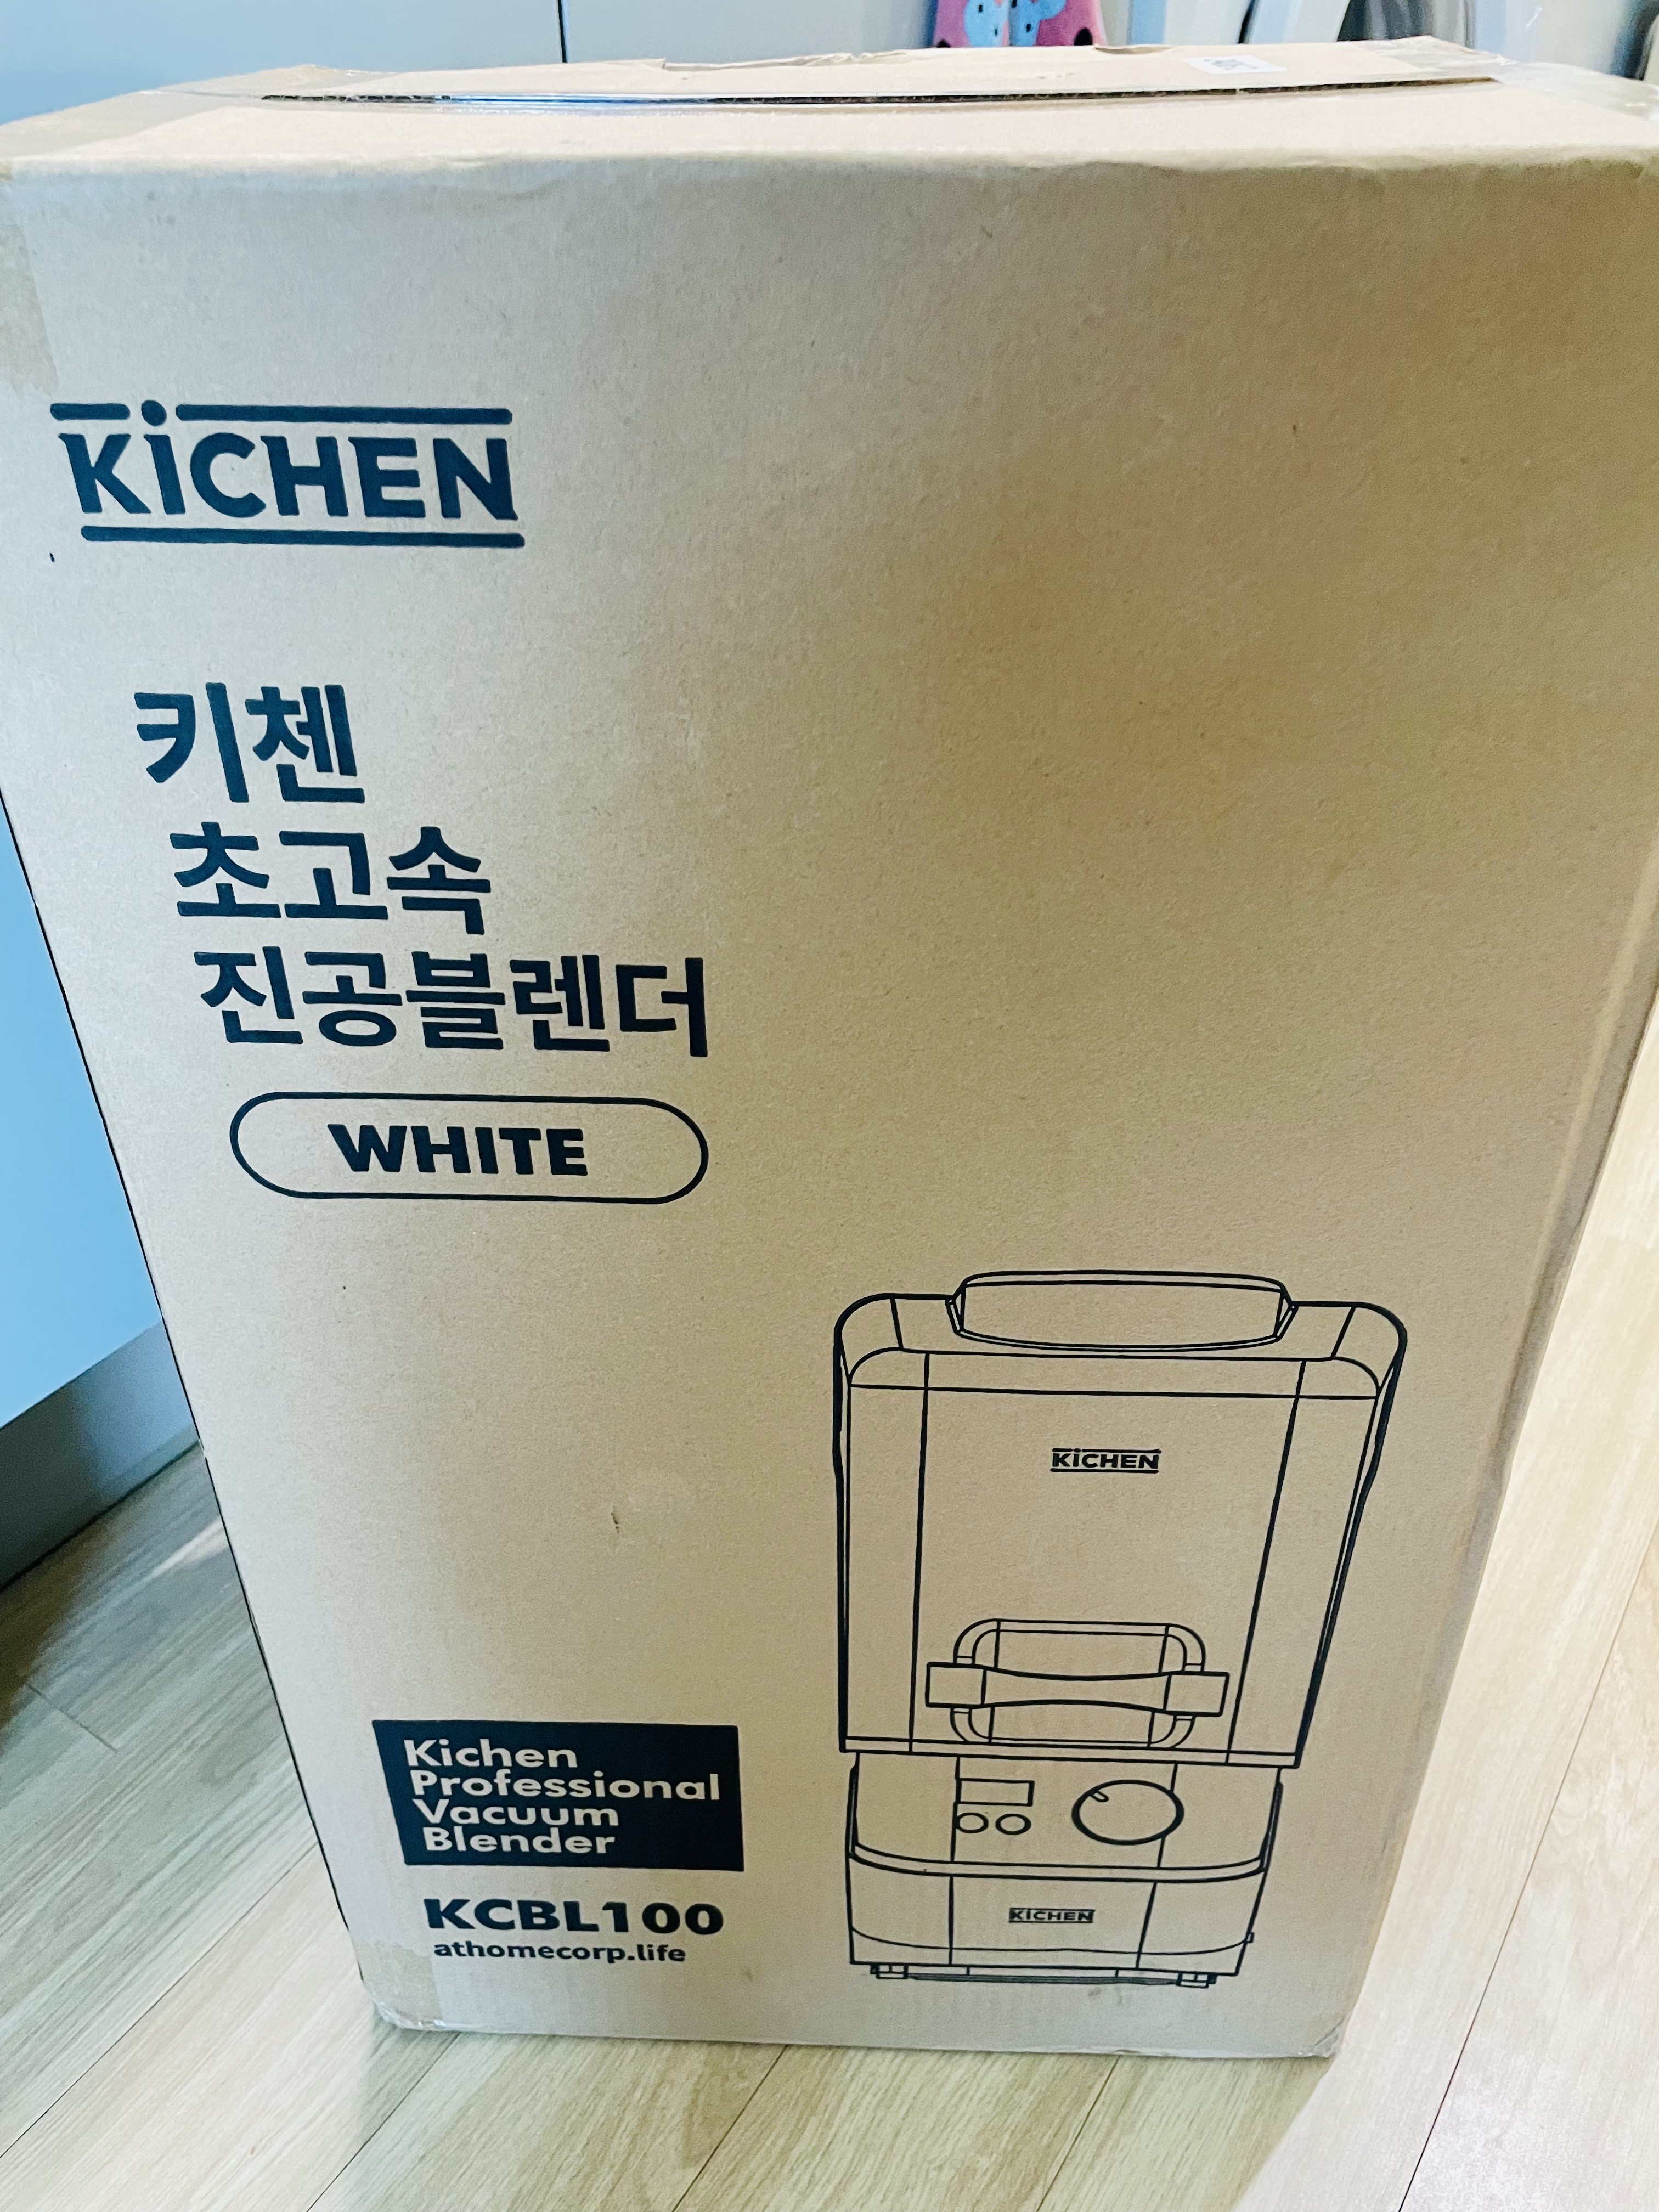 KiCHEN
키첸
초고속
진공블렌더
WHITE
KiCHEN
Kichen
Professional
Vacuum
Blender
KCBL100
athomecorp.life
KiCHEN